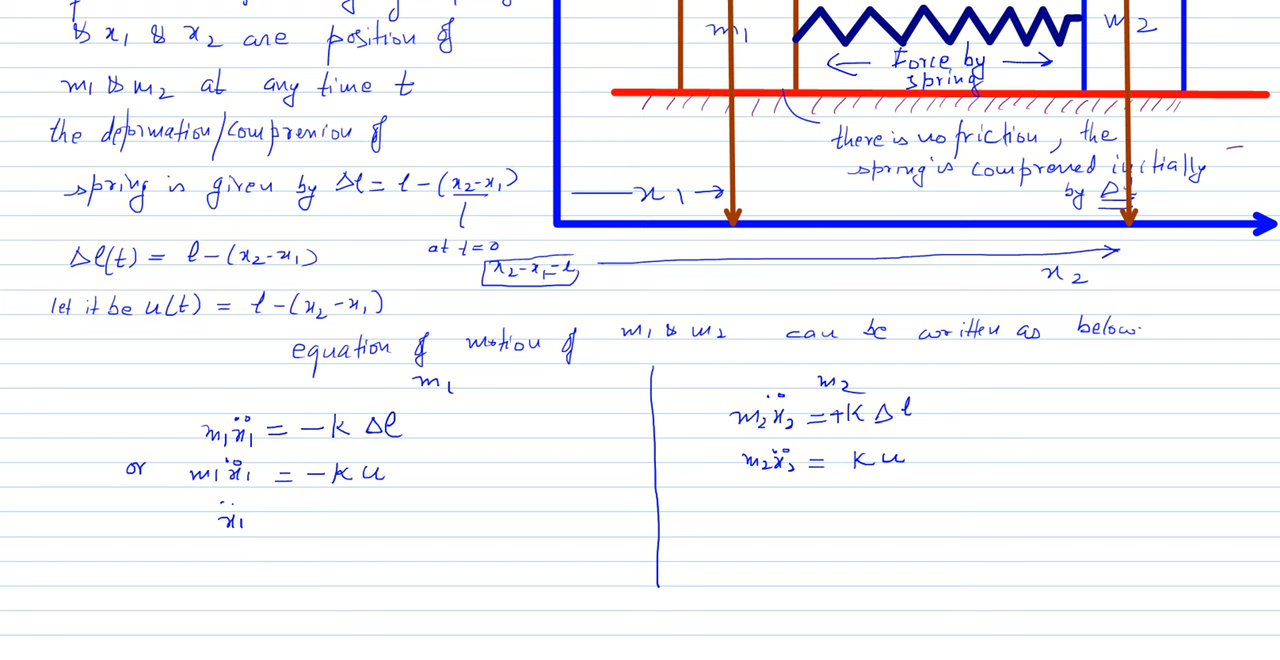 & x1 & x2 are position of
m1 & m2 at any time t
the deformation/compression of
spring is given by Δl = l - (x2-x1)
l
at t=0
x2-x1=l
Δl(t) = l - (x2-x1)
let it be u(t) = l - (x2-x1)
m1
m2
Force by
spring
there is no friction, the
spring is compressed initially
by Δl
x1
x2
equation of motion of m1 & m2 can be written as below.
m1
m1ẍ1 = -k Δl
or m1ẍ1 = -k u
ẍ1
m2
m2ẍ2 = +k Δl
m2ẍ2 = k u